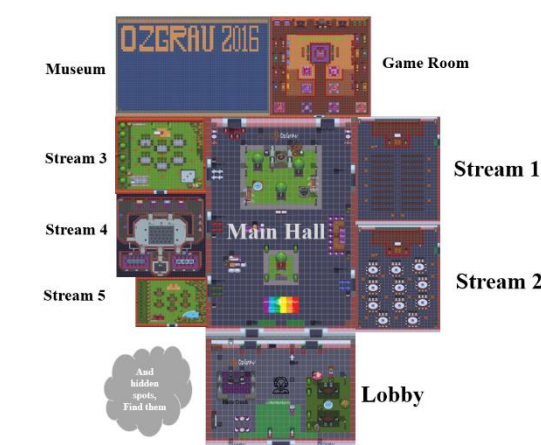 OZGRAV 2016
Museum
Game Room
Stream 3
Stream 1
Stream 4
Main Hall
Stream 2
Stream 5
And
hidden
spots,
Find them
Lobby